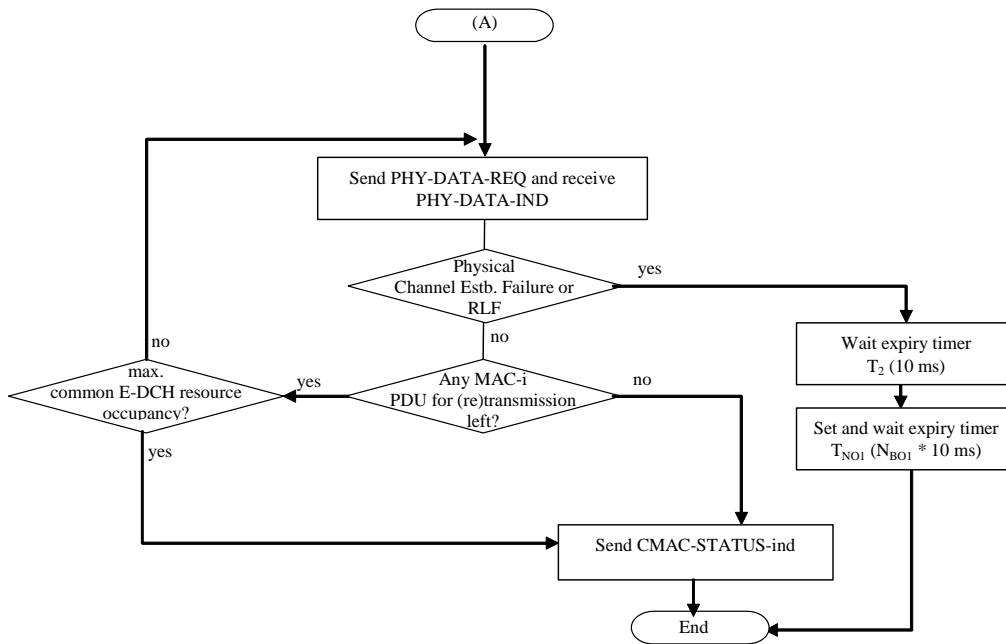 (A)
Send PHY-DATA-REQ and receive
PHY-DATA-IND
Physical
Channel Estb. Failure or
RLF
yes
no
Wait expiry timer
T₂ (10 ms)
no
max.
common E-DCH resource
occupancy?
yes
Any MAC-i
PDU for (re)transmission
left?
no
Set and wait expiry timer
T_NO1 (N_BO1 * 10 ms)
yes
Send CMAC-STATUS-ind
End